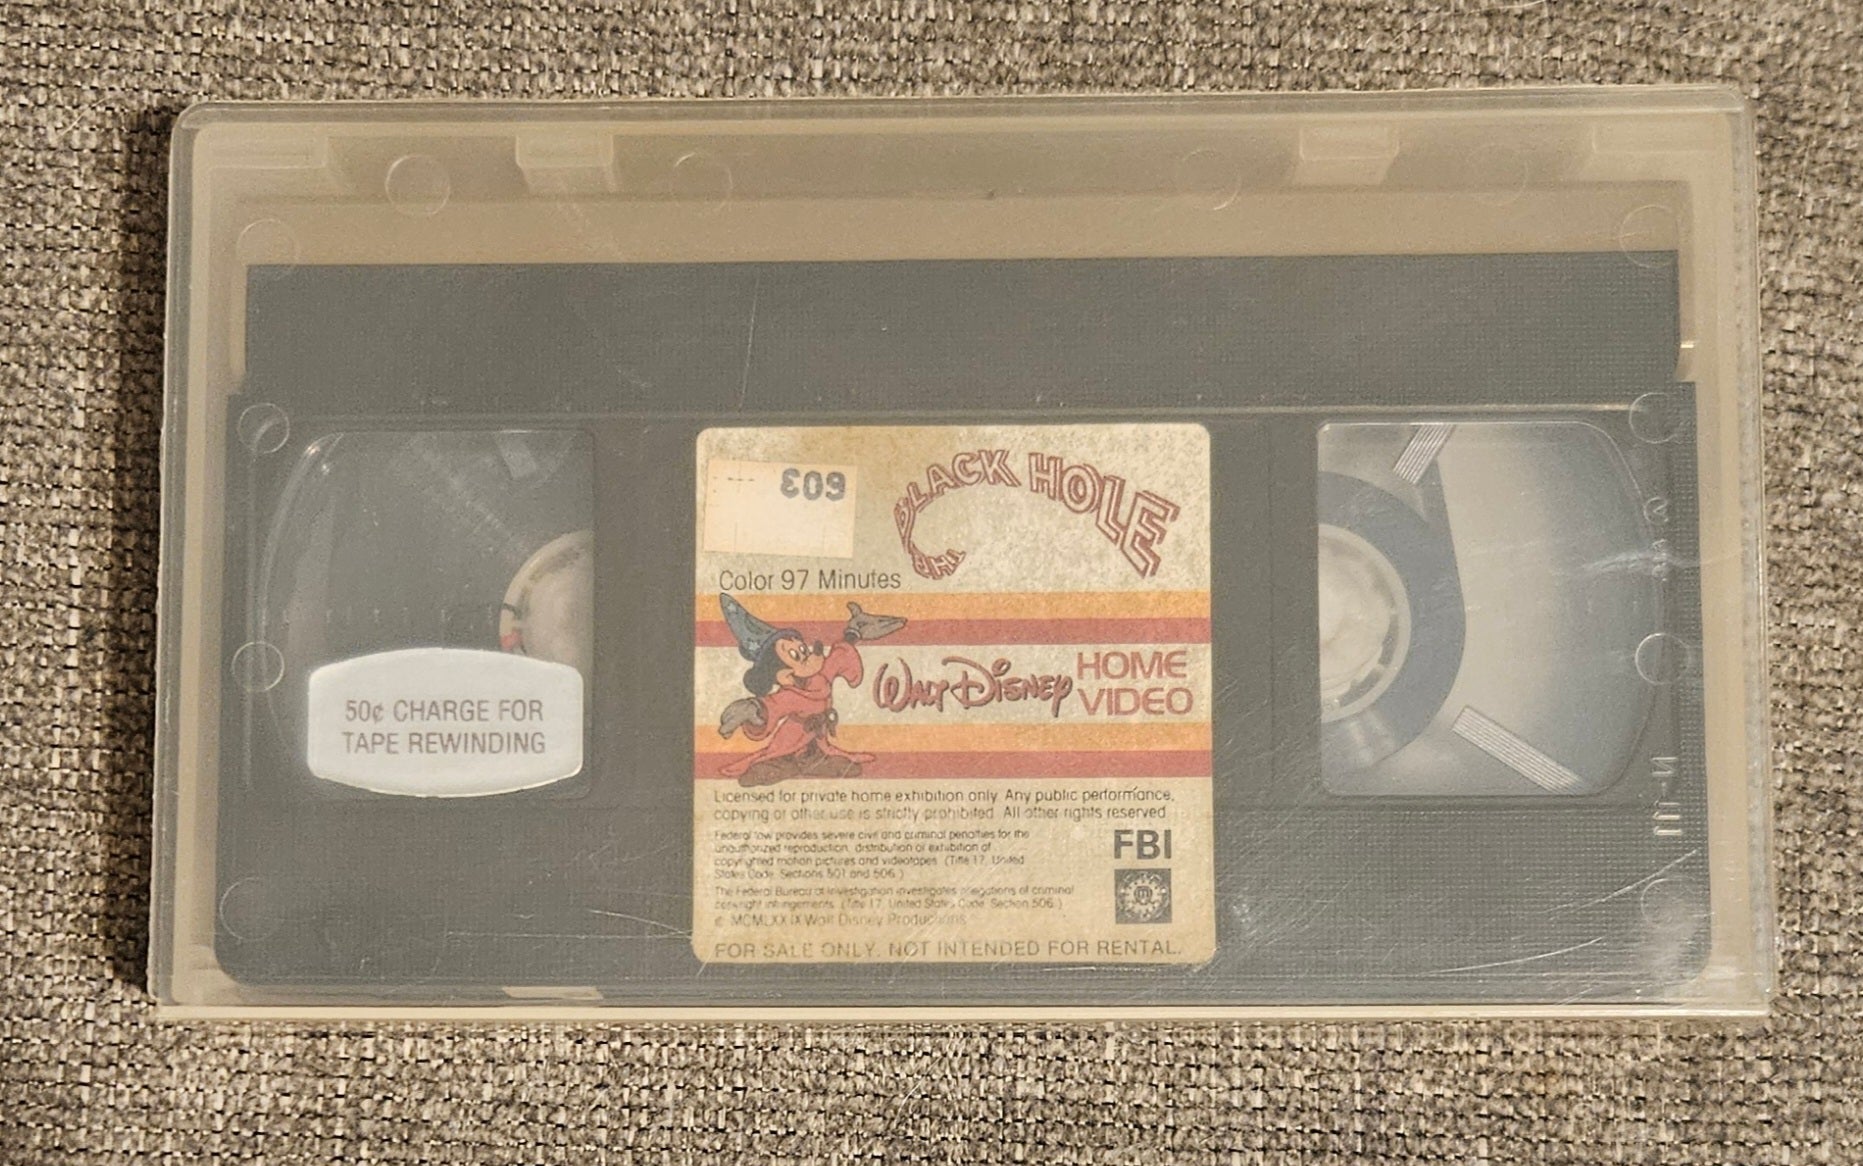 603
THE BLACK HOLE
Color 97 Minutes
WALT DISNEY HOME VIDEO
50¢ CHARGE FOR
TAPE REWINDING
Licensed for private home exhibition only. Any public performance,
copying or other use is strictly prohibited. All other rights reserved
Federal law provides severe civil and criminal penalties for the
unauthorized reproduction, distribution or exhibition of
copyrighted motion pictures and videotapes. (Title 17, United
States Code, Sections 501 and 506.)
FBI
The Federal Bureau of Investigation investigates allegations of criminal
copyright infringements. (Title 17, United States Code, Section 506.)
© MCMLXXIX Walt Disney Productions
FOR SALE ONLY. NOT INTENDED FOR RENTAL.